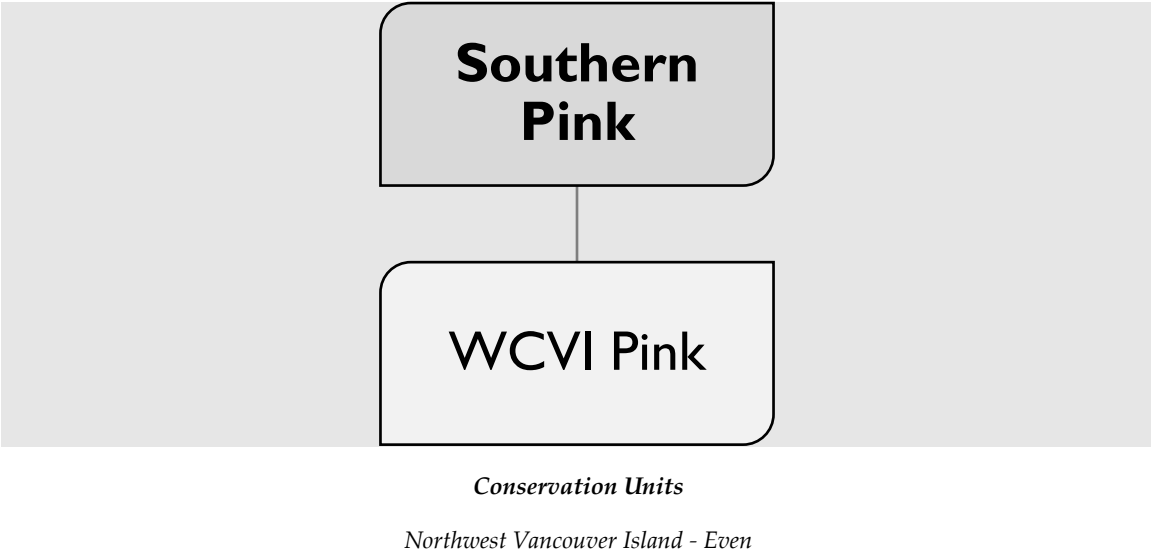 Southern
Pink
WCVI Pink
Conservation Units
Northwest Vancouver Island - Even